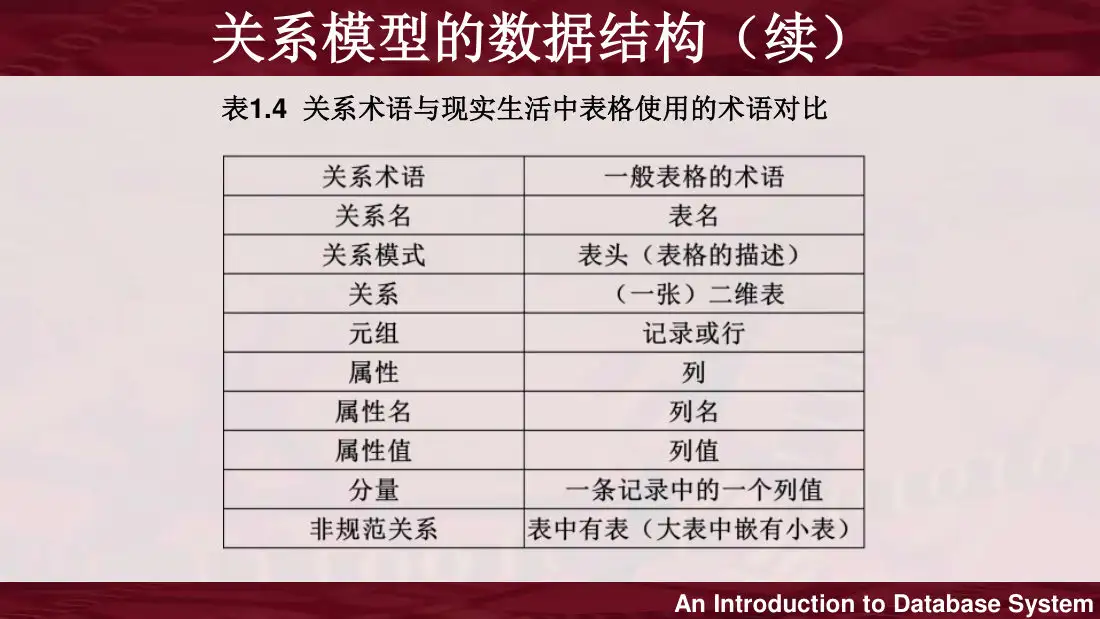 关系模型的数据结构（续）
表1.4 关系术语与现实生活中表格使用的术语对比
关系术语 一般表格的术语
关系名 表名
关系模式 表头（表格的描述）
关系 （一张）二维表
元组 记录或行
属性 列
属性名 列名
属性值 列值
分量 一条记录中的一个列值
非规范关系 表中有表（大表中嵌有小表）
An Introduction to Database System